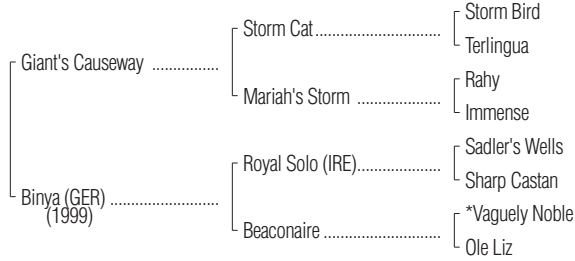 Storm Bird
Storm Cat
Terlingua
Giant's Causeway
Rahy
Mariah's Storm
Immense
Sadler's Wells
Royal Solo (IRE)
Sharp Castan
Binya (GER)
(1999)
*Vaguely Noble
Beaconaire
Ole Liz